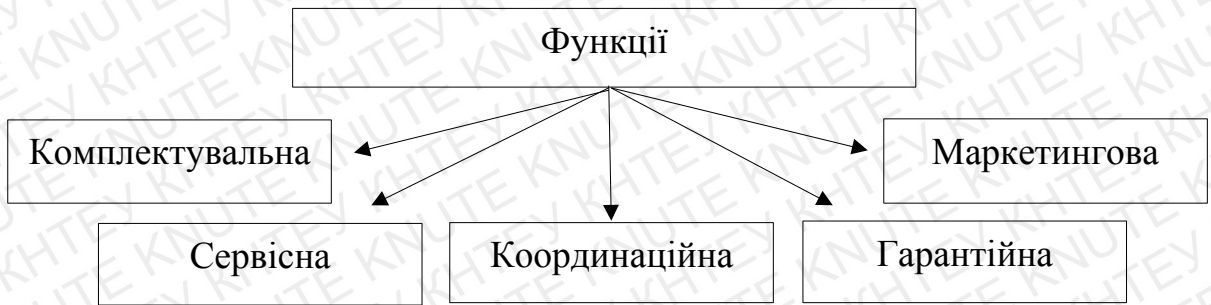 Функції
Комплектувальна
Маркетингова
Сервісна
Координаційна
Гарантійна